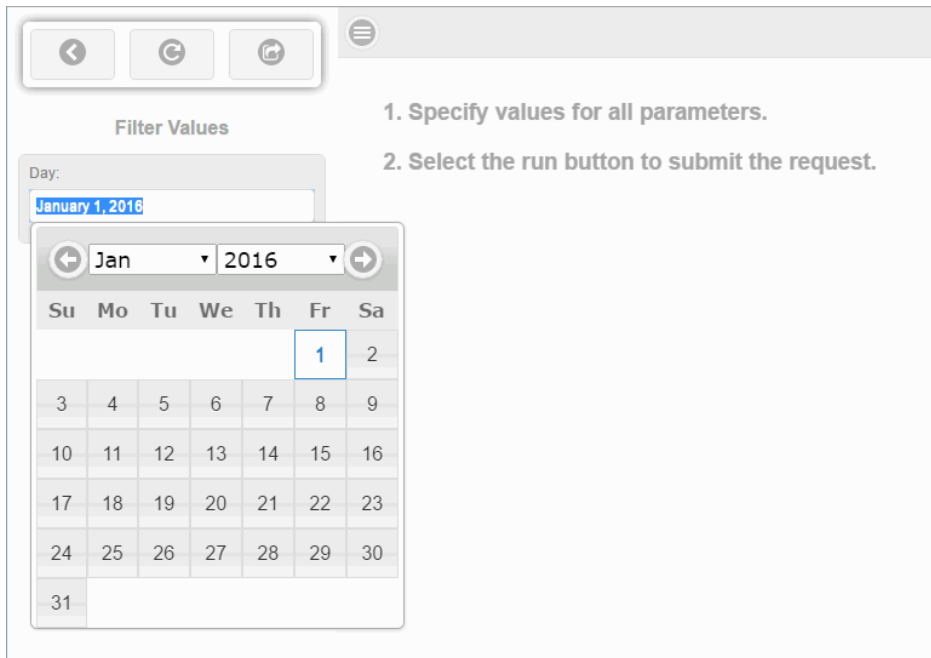 Filter Values
Day:
January 1, 2016
Jan 2016
Su Mo Tu We Th Fr Sa
1 2
3 4 5 6 7 8 9
10 11 12 13 14 15 16
17 18 19 20 21 22 23
24 25 26 27 28 29 30
31
1. Specify values for all parameters.
2. Select the run button to submit the request.